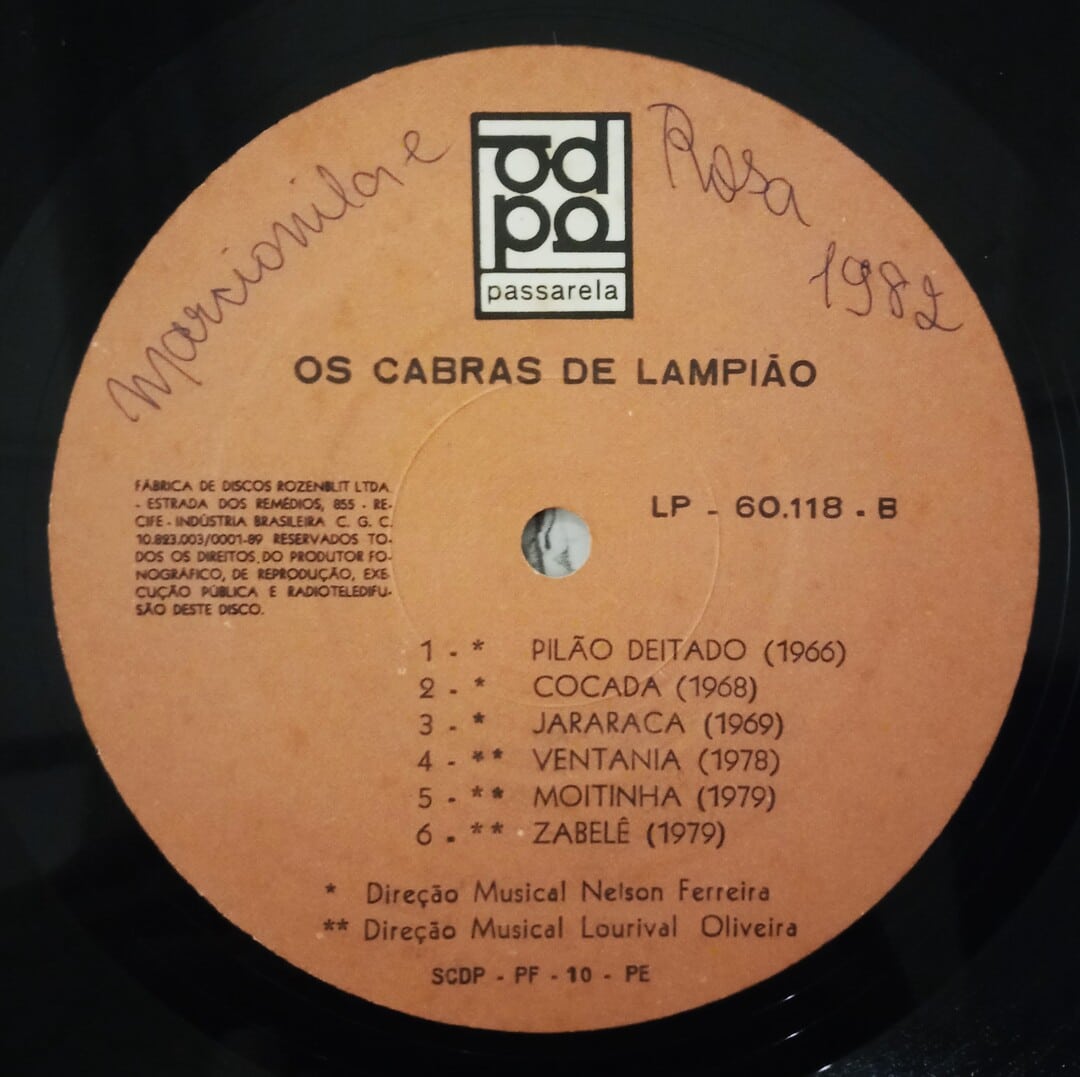 Marcionila e Rosa
1982
passarela
OS CABRAS DE LAMPIÃO
FÁBRICA DE DISCOS ROZENBLIT LTDA.
- ESTRADA DOS REMÉDIOS, 855 - RE-
CIFE - INDÚSTRIA BRASILEIRA C. G. C.
10.823.003/0001-89 RESERVADOS TO-
DOS OS DIREITOS DO PRODUTOR FO-
NOGRÁFICO, DE REPRODUÇÃO, EXE-
CUÇÃO PÚBLICA E RADIOTELEDIFU-
SÃO DESTE DISCO.
LP - 60.118 - B
1 - * PILÃO DEITADO (1966)
2 - * COCADA (1968)
3 - * JARARACA (1969)
4 - ** VENTANIA (1978)
5 - ** MOITINHA (1979)
6 - ** ZABELÊ (1979)
* Direção Musical Nelson Ferreira
** Direção Musical Lourival Oliveira
SCDP - PF - 10 - PE